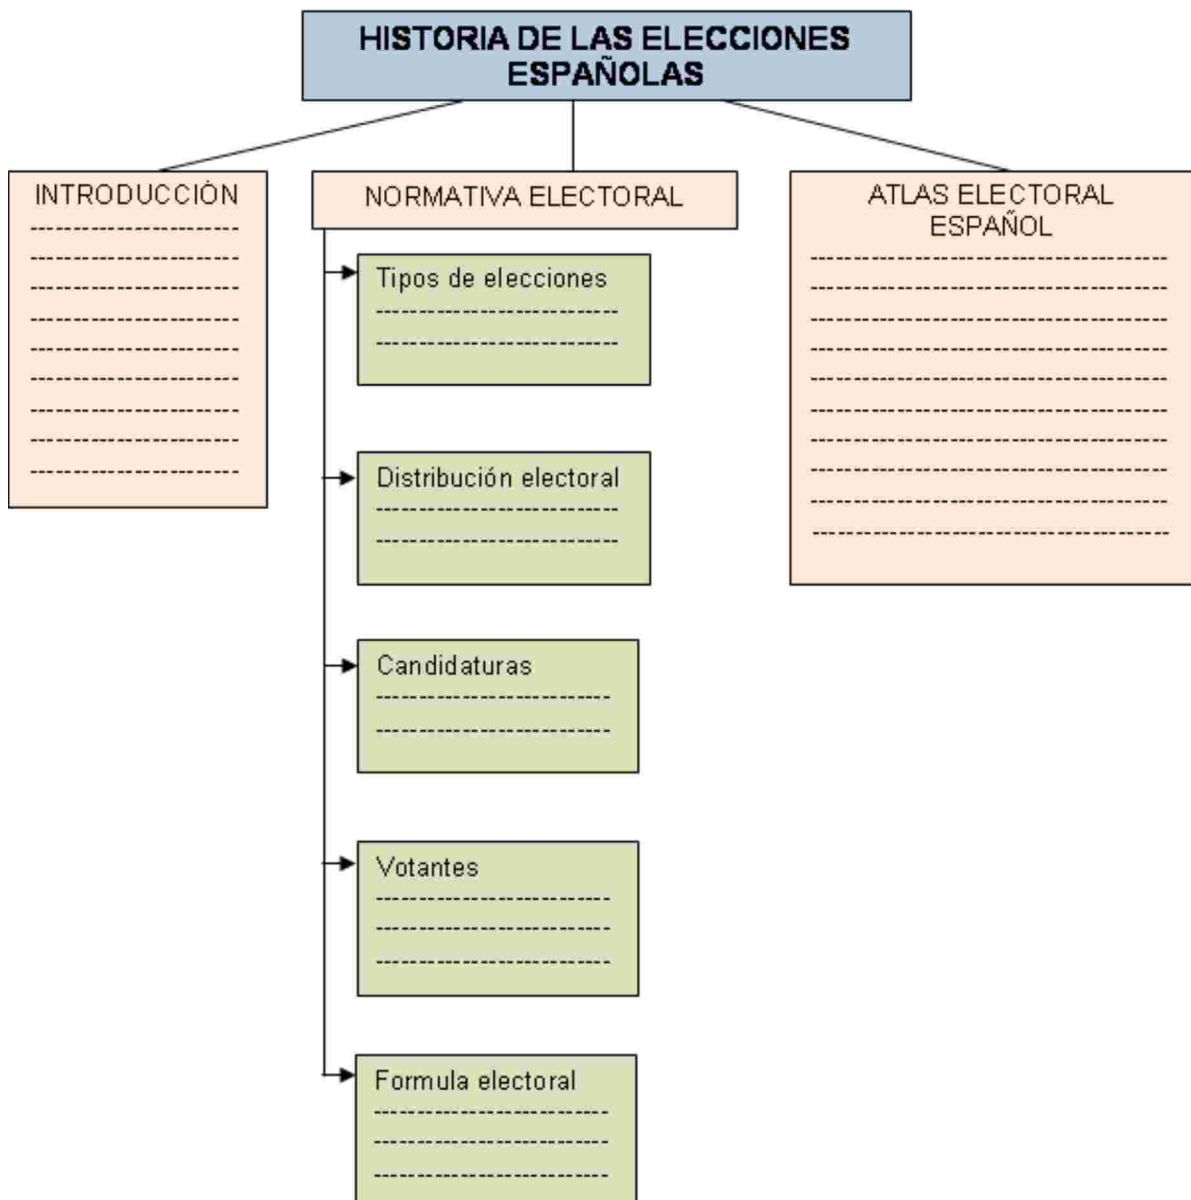 HISTORIA DE LAS ELECCIONES
ESPAÑOLAS
INTRODUCCIÓN
NORMATIVA ELECTORAL
Tipos de elecciones
Distribución electoral
Candidaturas
Votantes
Formula electoral
ATLAS ELECTORAL
ESPAÑOL